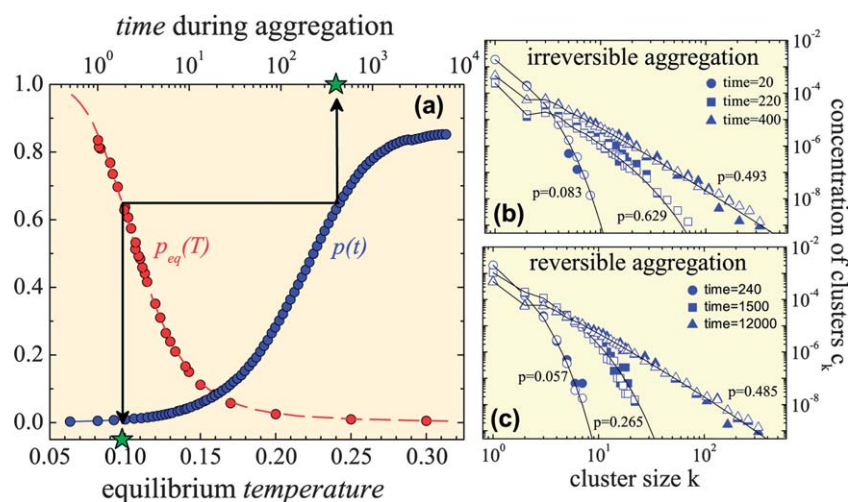 time during aggregation
10⁰ 10¹ 10² 10³ 10⁴
1.0
0.8
0.6
0.4
0.2
0.0
(a)
p_eq(T)
p(t)
0.05 0.10 0.15 0.20 0.25 0.30
equilibrium temperature
irreversible aggregation
time=20
time=220
time=400
p=0.493
p=0.629
p=0.083
(b)
10⁻²
10⁻⁴
10⁻⁶
10⁻⁸
reversible aggregation
time=240
time=1500
time=12000
p=0.485
p=0.265
p=0.057
(c)
10⁻²
10⁻⁴
10⁻⁶
10⁻⁸
10⁰ 10¹ 10²
cluster size k
concentration of clusters c_k